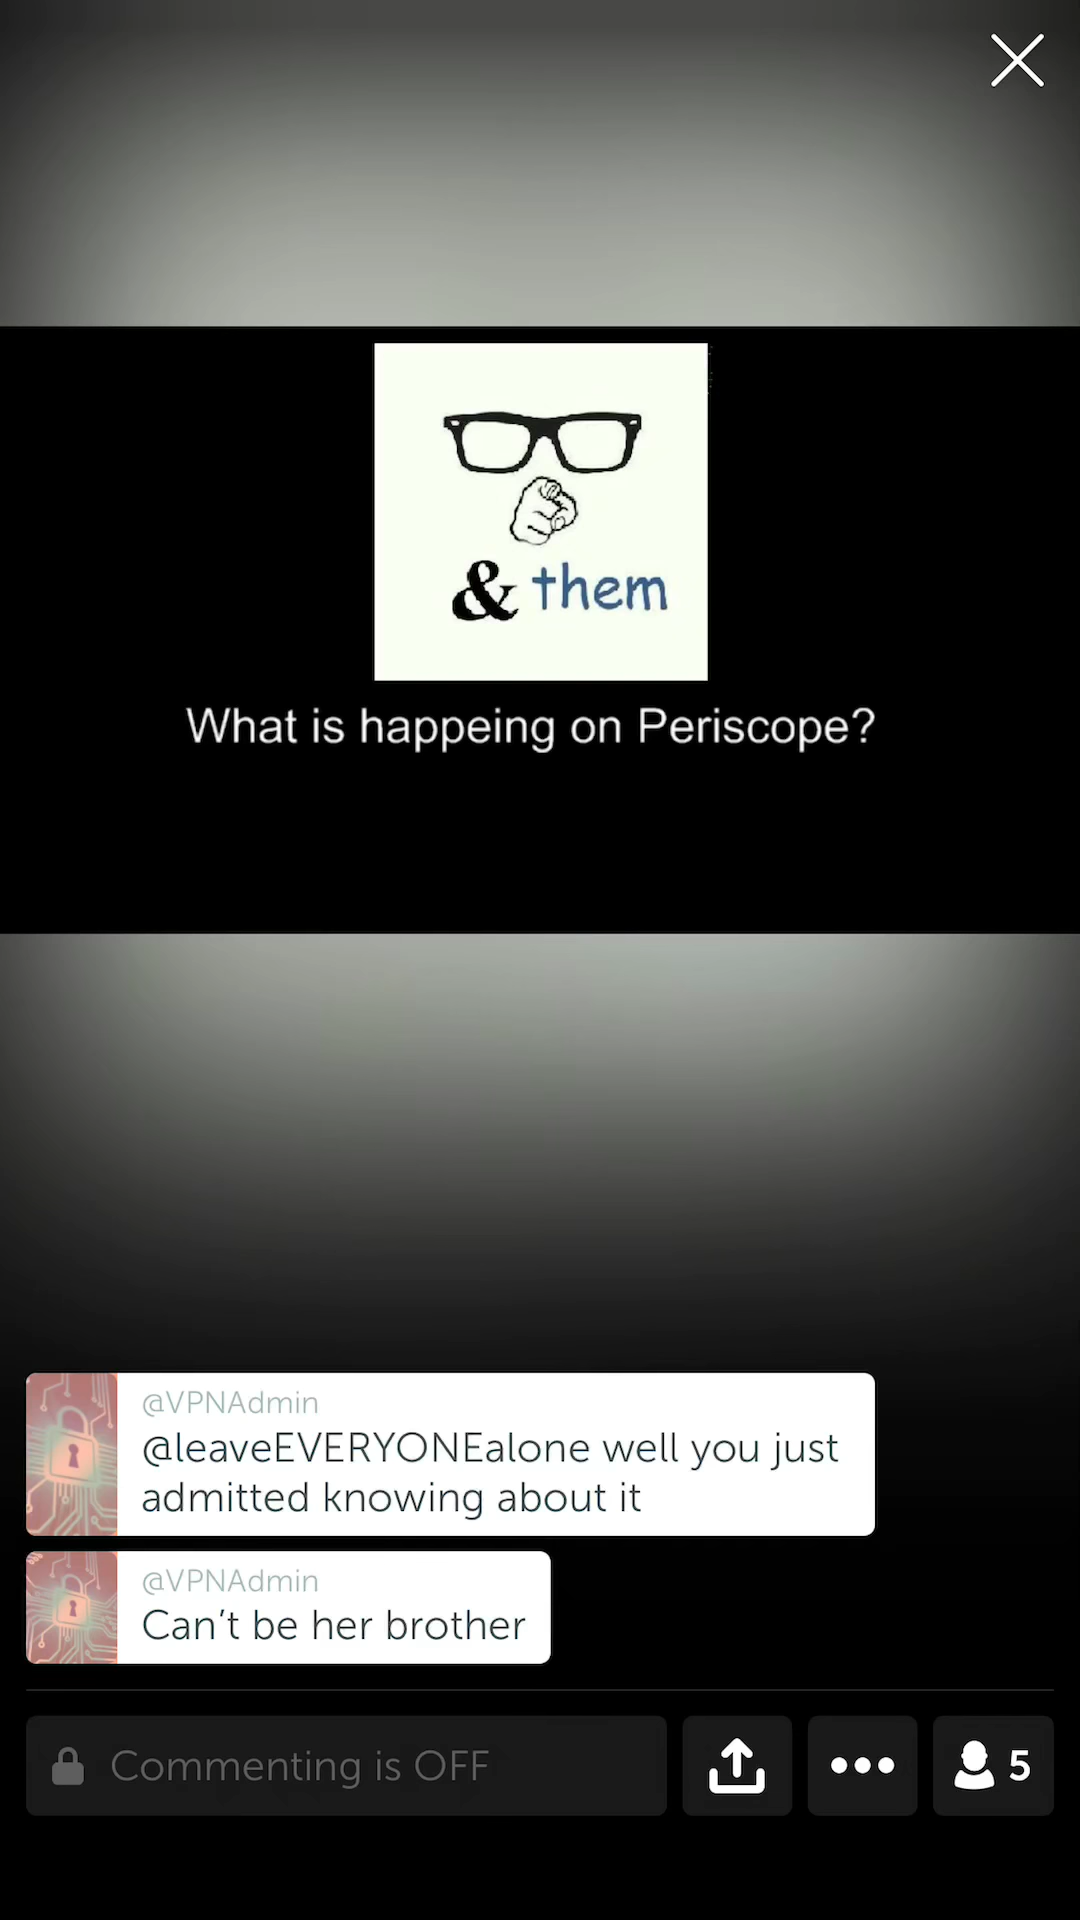 & them
What is happeing on Periscope?
@VPNAdmin
@leaveEVERYONEalone well you just
admitted knowing about it
@VPNAdmin
Can't be her brother
Commenting is OFF
5